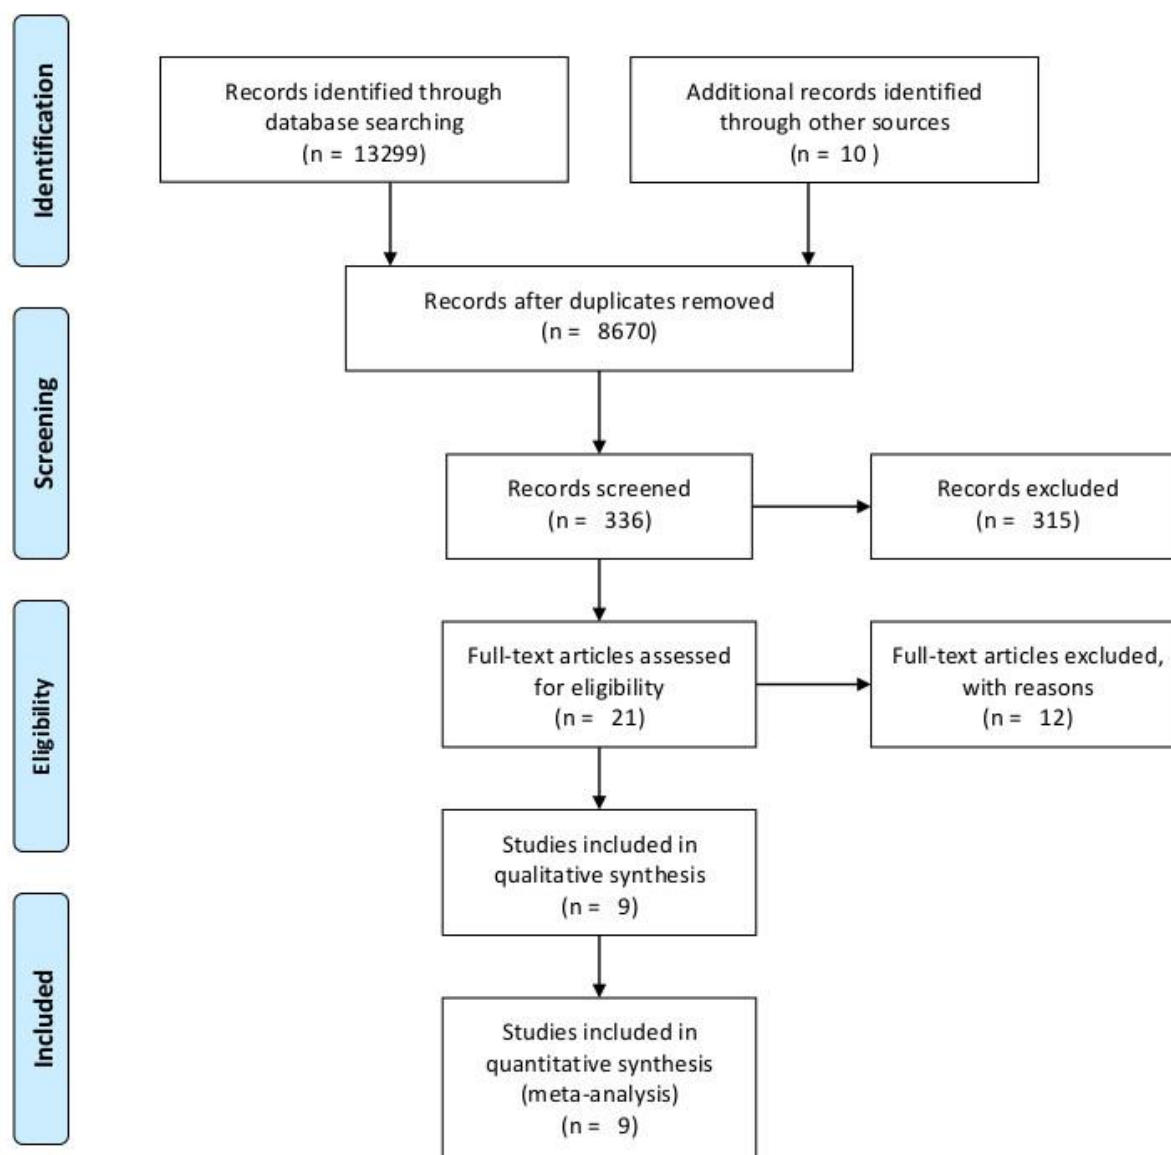 Identification
Records identified through
database searching
(n = 13299)
Additional records identified
through other sources
(n = 10 )
Records after duplicates removed
(n = 8670)
Screening
Records screened
(n = 336)
Records excluded
(n = 315)
Eligibility
Full-text articles assessed
for eligibility
(n = 21)
Full-text articles excluded,
with reasons
(n = 12)
Studies included in
qualitative synthesis
(n = 9)
Included
Studies included in
quantitative synthesis
(meta-analysis)
(n = 9)